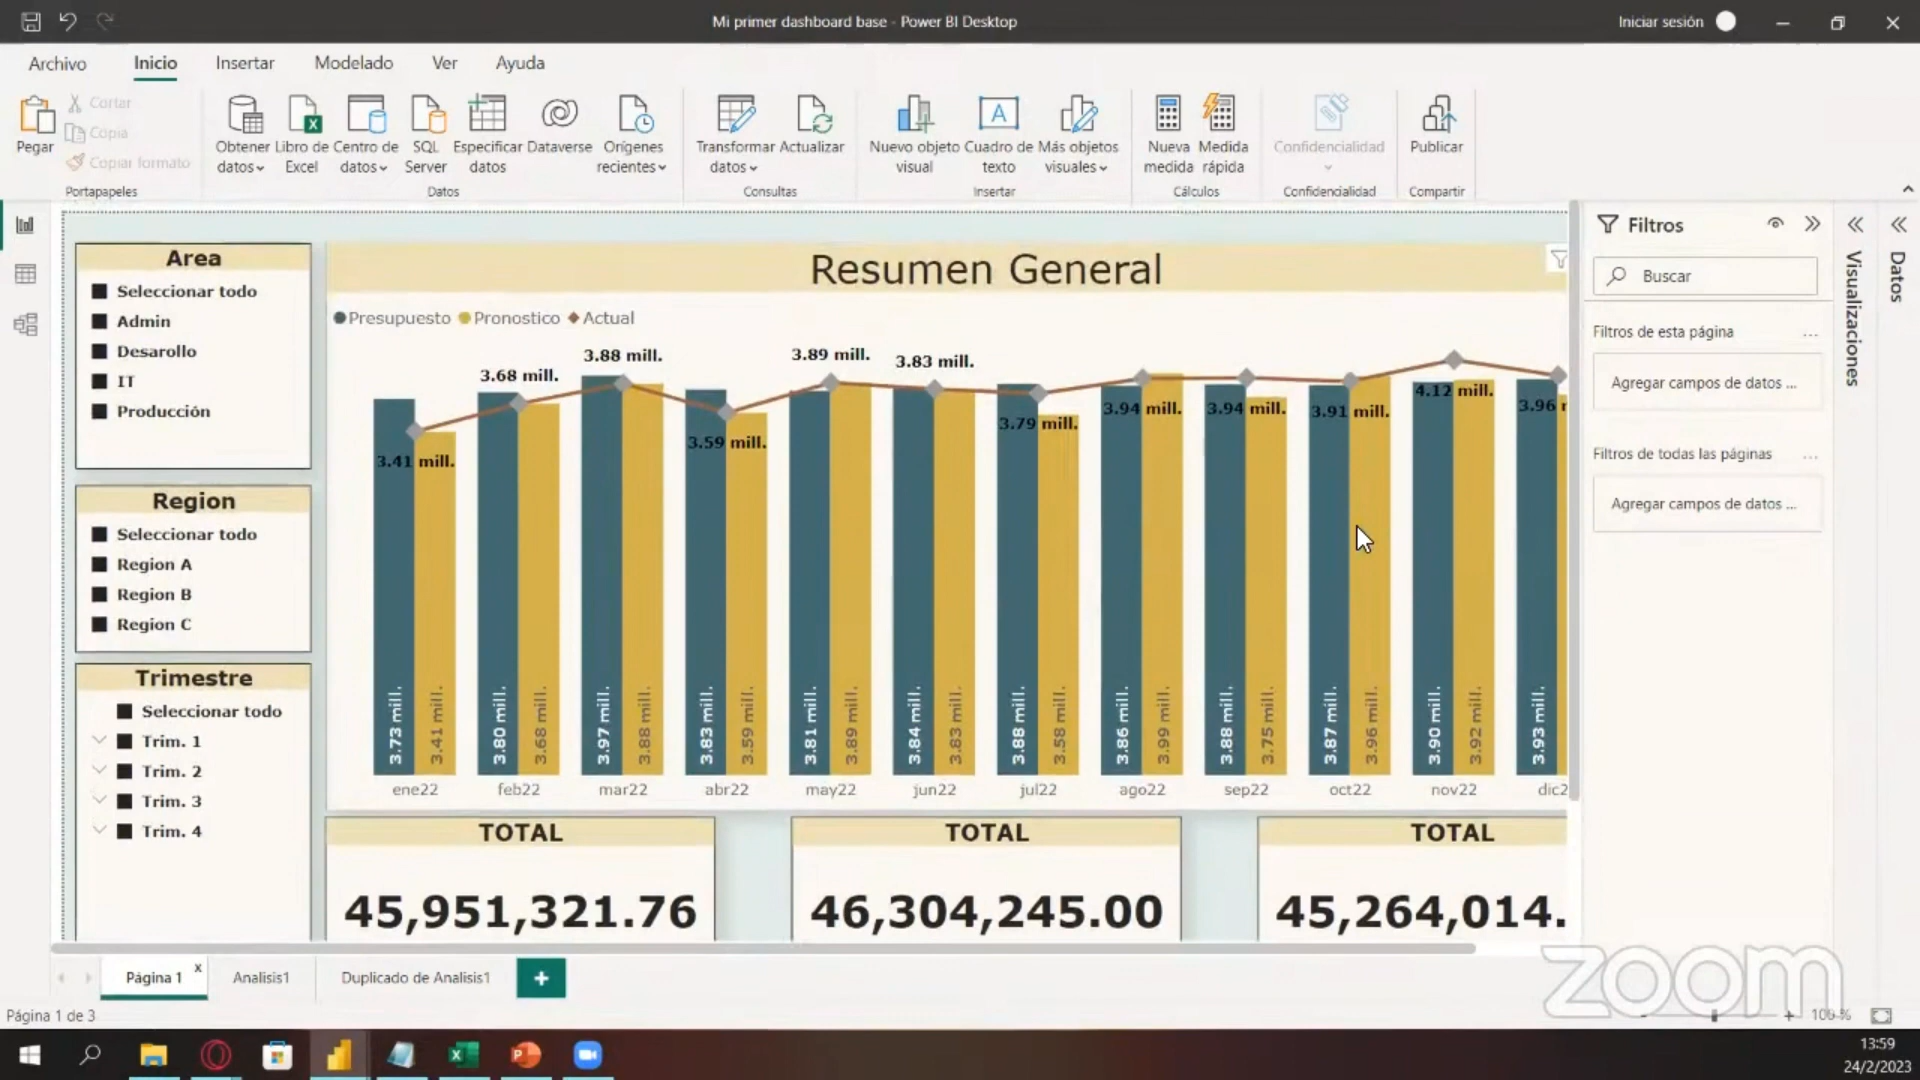 Mi primer dashboard base - Power BI Desktop
Iniciar sesión
Archivo
Inicio
Insertar
Modelado
Ver
Ayuda
Pegar
Cortar
Copia
Copiar formato
Portapapeles
Obtener datos
Libro de Excel
Centro de datos
SQL Server
Especificar datos
Dataverse
Orígenes recientes
Datos
Transformar datos
Actualizar
Consultas
Nuevo objeto visual
Cuadro de texto
Más objetos visuales
Insertar
Nueva medida
Medida rápida
Cálculos
Confidencialidad
Confidencialidad
Publicar
Compartir
Area
Seleccionar todo
Admin
Desarollo
IT
Producción
Region
Seleccionar todo
Region A
Region B
Region C
Trimestre
Seleccionar todo
Trim. 1
Trim. 2
Trim. 3
Trim. 4
Resumen General
Presupuesto Pronostico Actual
3.41 mill.
3.68 mill.
3.88 mill.
3.59 mill.
3.89 mill.
3.83 mill.
3.79 mill.
3.94 mill.
3.94 mill.
3.91 mill.
4.12 mill.
3.96
3.73 mill.
3.41 mill.
3.80 mill.
3.68 mill.
3.97 mill.
3.88 mill.
3.83 mill.
3.59 mill.
3.81 mill.
3.89 mill.
3.84 mill.
3.83 mill.
3.88 mill.
3.58 mill.
3.86 mill.
3.99 mill.
3.88 mill.
3.75 mill.
3.87 mill.
3.96 mill.
3.90 mill.
3.92 mill.
3.93 mill.
ene22
feb22
mar22
abr22
may22
jun22
jul22
ago22
sep22
oct22
nov22
dic2
TOTAL
45,951,321.76
TOTAL
46,304,245.00
TOTAL
45,264,014.
Filtros
Buscar
Filtros de esta página
...
Agregar campos de datos ...
Filtros de todas las páginas
...
Agregar campos de datos ...
Visualizaciones
Datos
Página 1
x
Analisis1
Duplicado de Analisis1
+
Página 1 de 3
zoom
100 %
13:59
24/2/2023